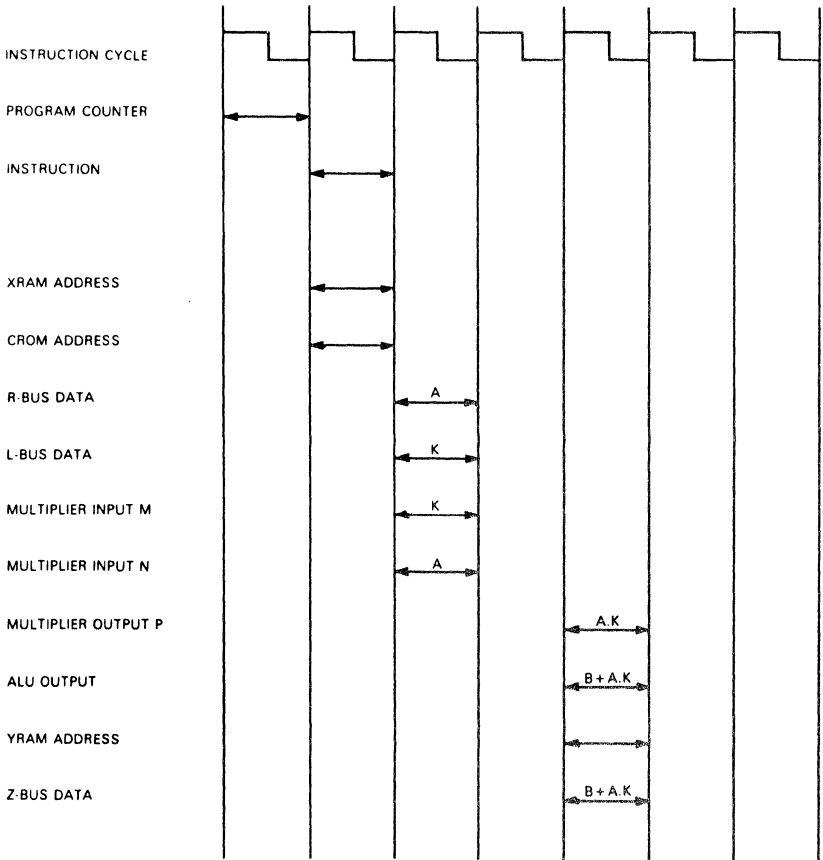 INSTRUCTION CYCLE
PROGRAM COUNTER
INSTRUCTION
XRAM ADDRESS
CROM ADDRESS
R-BUS DATA
A
L-BUS DATA
K
MULTIPLIER INPUT M
K
MULTIPLIER INPUT N
A
MULTIPLIER OUTPUT P
A.K
ALU OUTPUT
B + A.K
YRAM ADDRESS
Z-BUS DATA
B + A.K